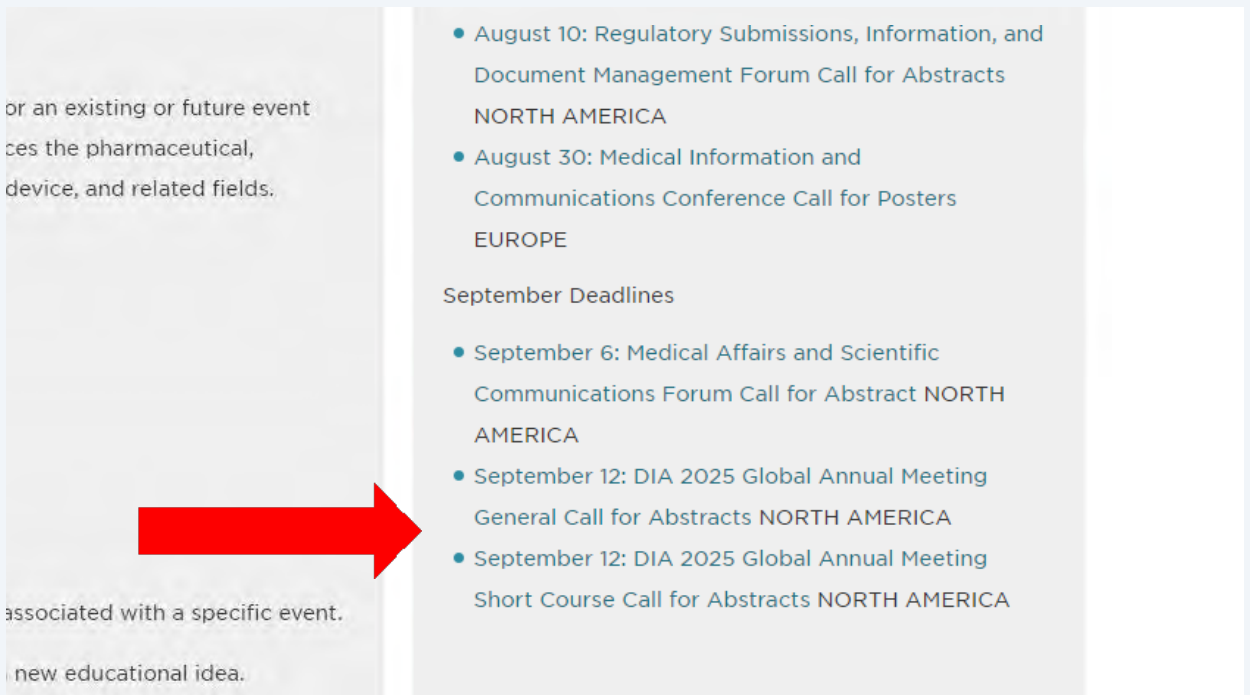 or an existing or future event
ces the pharmaceutical,
device, and related fields.
associated with a specific event.
new educational idea.
August 10: Regulatory Submissions, Information, and
Document Management Forum Call for Abstracts
NORTH AMERICA
August 30: Medical Information and
Communications Conference Call for Posters
EUROPE
September Deadlines
September 6: Medical Affairs and Scientific
Communications Forum Call for Abstract NORTH
AMERICA
September 12: DIA 2025 Global Annual Meeting
General Call for Abstracts NORTH AMERICA
September 12: DIA 2025 Global Annual Meeting
Short Course Call for Abstracts NORTH AMERICA